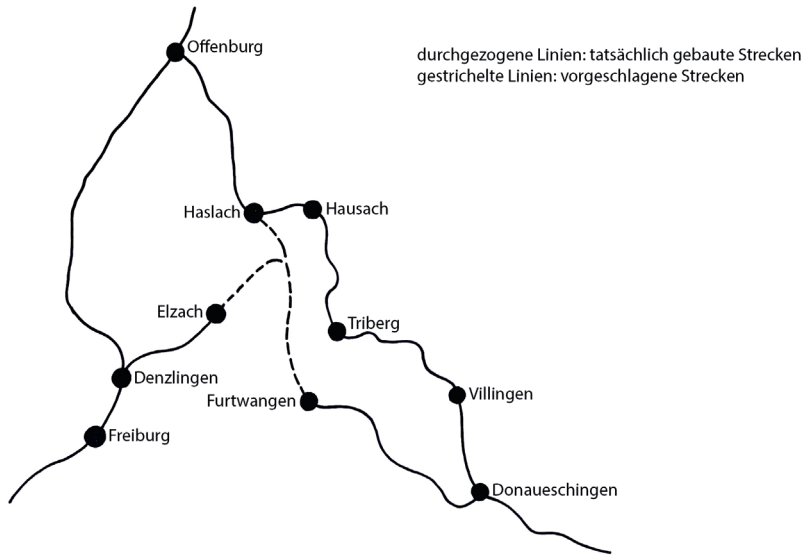 Offenburg
durchgezogene Linien: tatsächlich gebaute Strecken
gestrichelte Linien: vorgeschlagene Strecken
Haslach
Hausach
Elzach
Triberg
Denzlingen
Furtwangen
Villingen
Freiburg
Donaueschingen